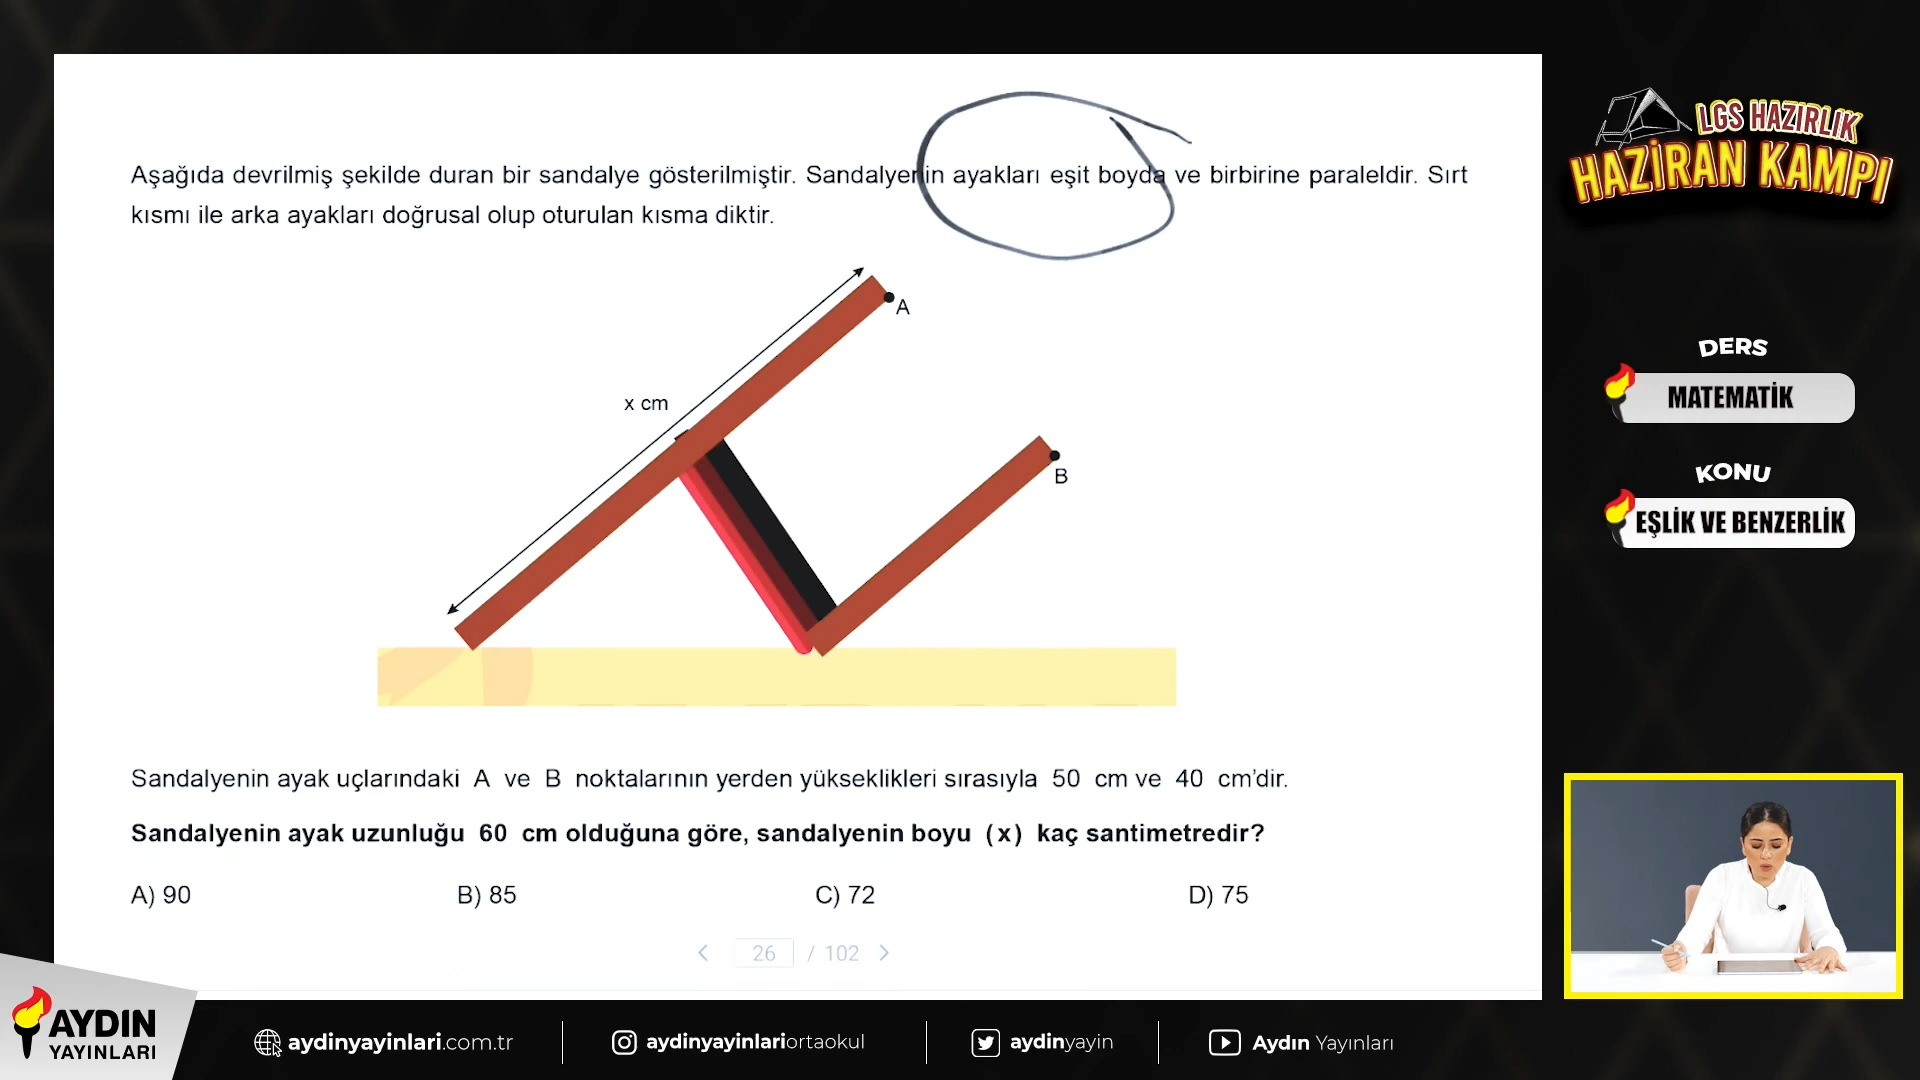 LGS HAZIRLIK
HAZİRAN KAMPI
Aşağıda devrilmiş şekilde duran bir sandalye gösterilmiştir. Sandalyenin ayakları eşit boyda ve birbirine paraleldir. Sırt
kısmı ile arka ayakları doğrusal olup oturulan kısma diktir.
A
x cm
B
DERS
MATEMATİK
KONU
EŞLİK VE BENZERLİK
Sandalyenin ayak uçlarındaki A ve B noktalarının yerden yükseklikleri sırasıyla 50 cm ve 40 cm'dir.
Sandalyenin ayak uzunluğu 60 cm olduğuna göre, sandalyenin boyu (x) kaç santimetredir?
A) 90 B) 85 C) 72 D) 75
26 / 102
AYDIN
YAYINLARI
aydinyayinlari.com.tr
aydinyayinlariortaokul
aydinyayin
Aydın Yayınları